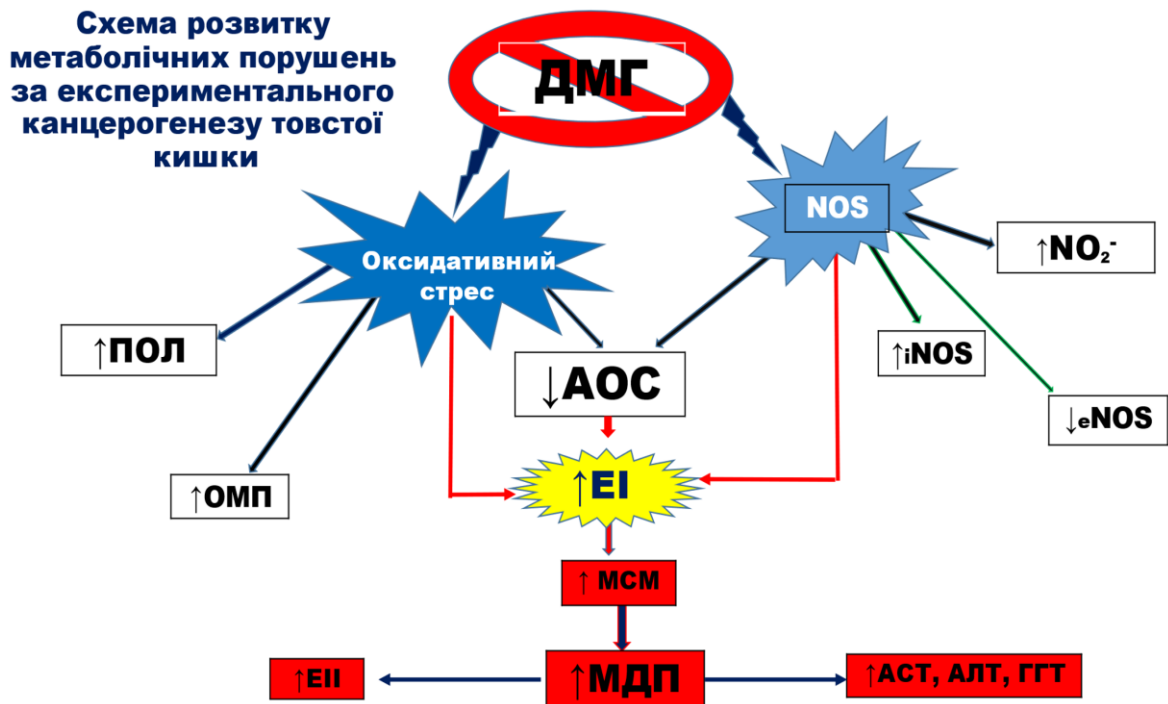 Схема розвитку
метаболічних порушень
за експериментального
канцерогенезу товстої
кишки
ДМГ
NOS
Оксидативний
стрес
↑NO₂⁻
↑ПОЛ
↑iNOS
↓АОС
↓eNOS
↑ОМП
↑ЕІ
↑ МСМ
↑ЕІІ
↑МДП
↑АСТ, АЛТ, ГГТ